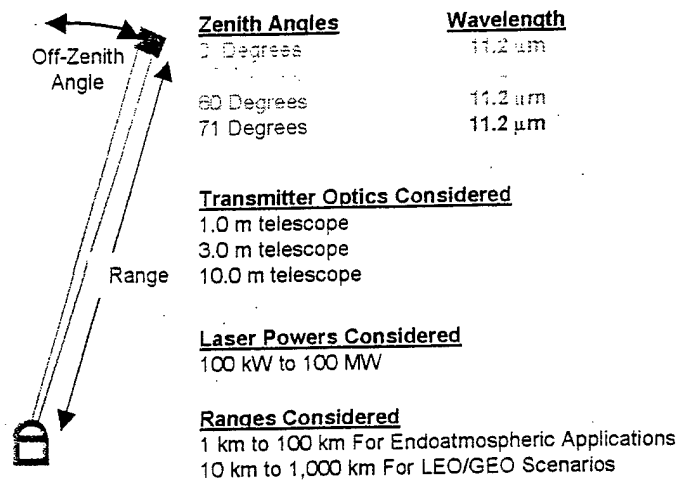 Zenith Angles Wavelength
Degrees 11.2 µm
60 Degrees 11.2 µm
71 Degrees 11.2 µm
Off-Zenith
Angle
Range
Transmitter Optics Considered
1.0 m telescope
3.0 m telescope
10.0 m telescope
Laser Powers Considered
100 kW to 100 MW
Ranges Considered
1 km to 100 km For Endoatmospheric Applications
10 km to 1,000 km For LEO/GEO Scenarios